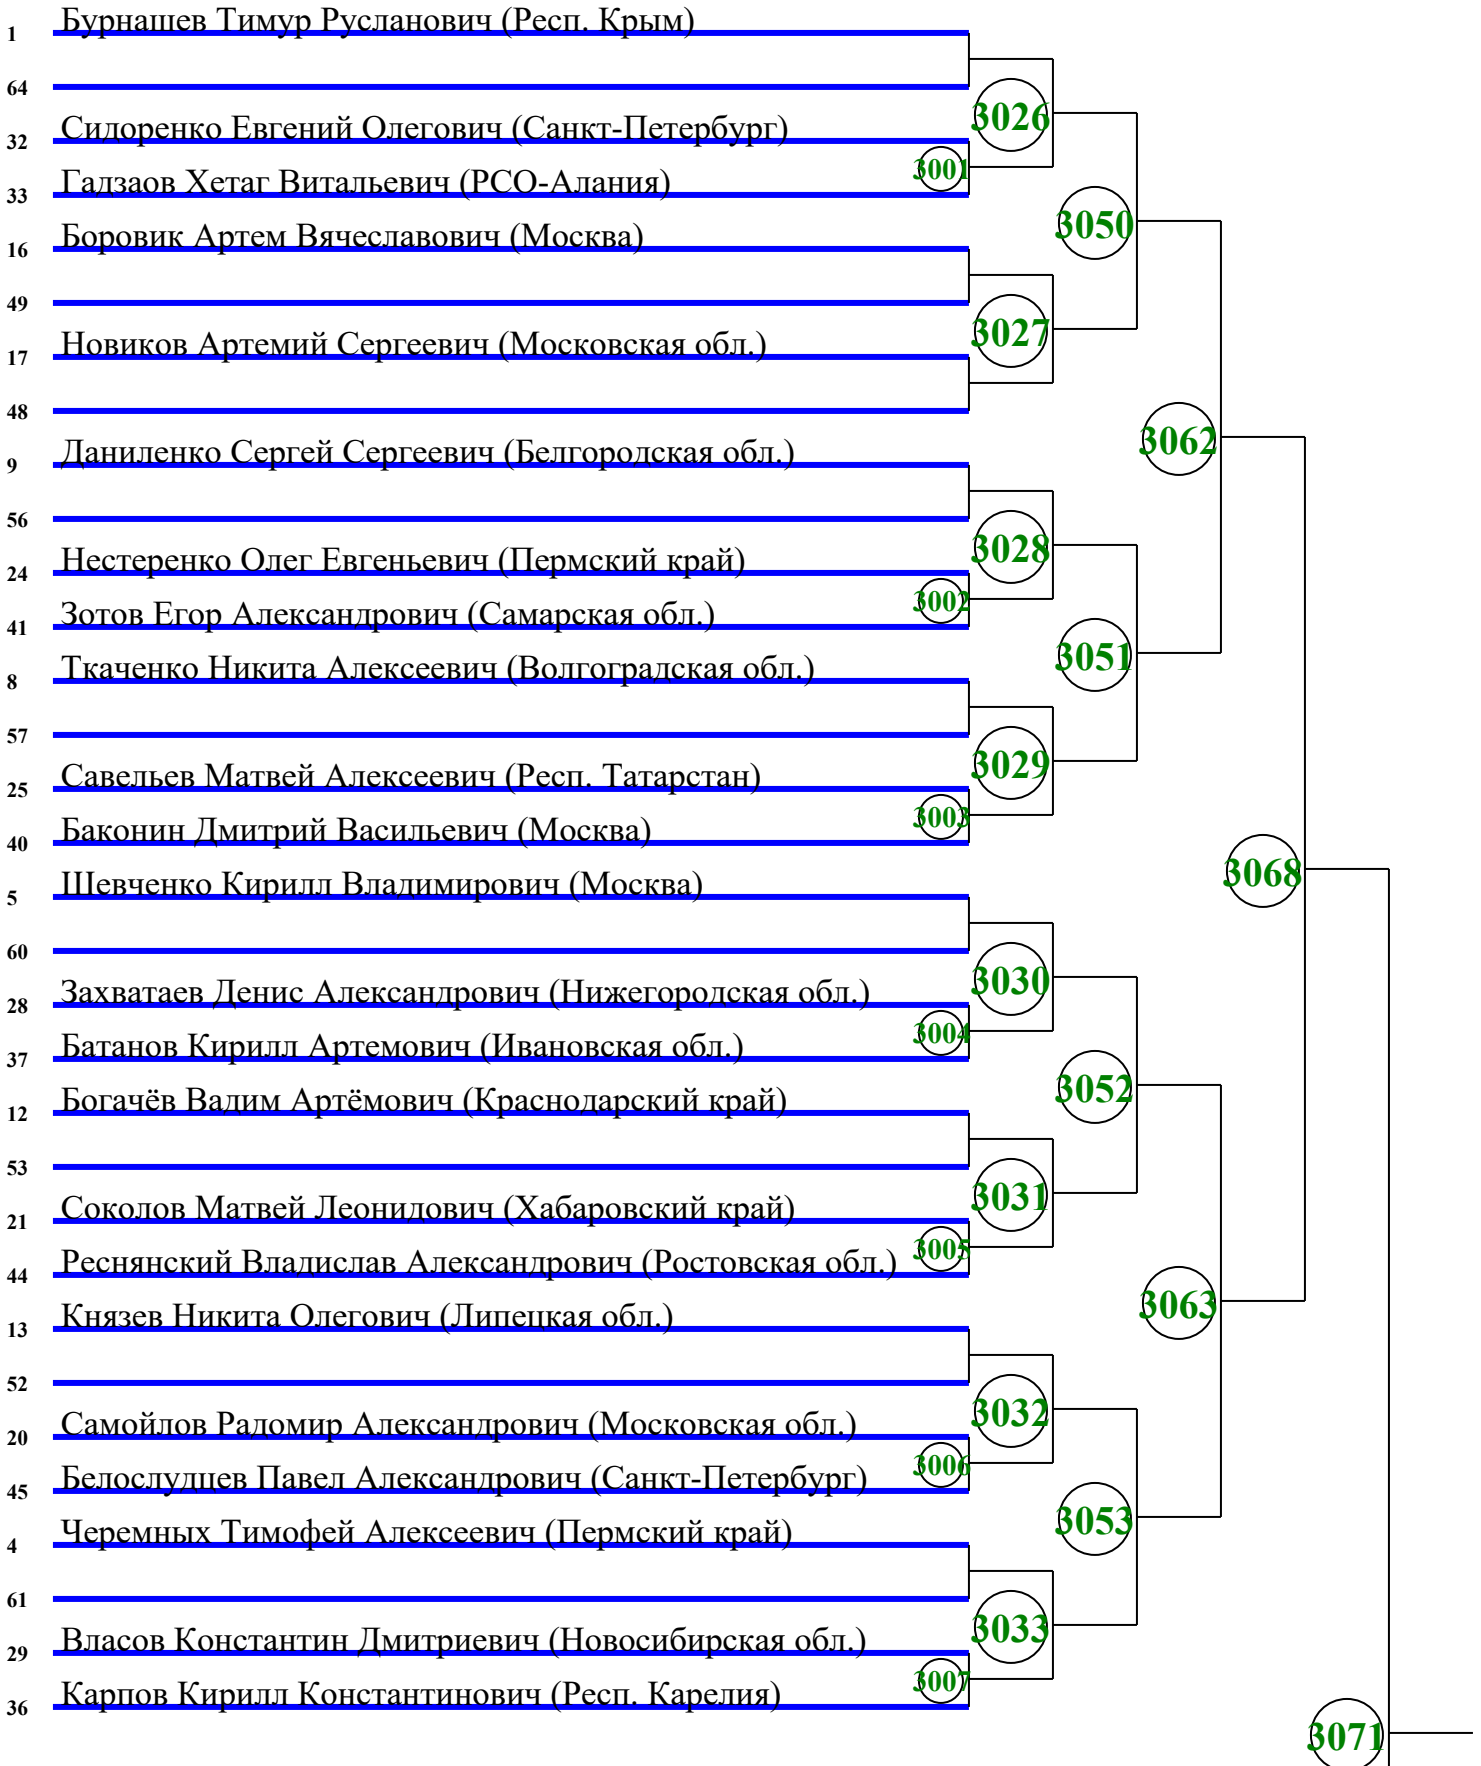 1 Бурнашев Тимур Русланович (Респ. Крым)
64
3026
32 Сидоренко Евгений Олегович (Санкт-Петербург)
3001
33 Гадзаов Хетаг Витальевич (РСО-Алания)
3050
16 Боровик Артем Вячеславович (Москва)
49
3027
17 Новиков Артемий Сергеевич (Московская обл.)
48
3062
9 Даниленко Сергей Сергеевич (Белгородская обл.)
56
3028
24 Нестеренко Олег Евгеньевич (Пермский край)
3002
41 Зотов Егор Александрович (Самарская обл.)
3051
8 Ткаченко Никита Алексеевич (Волгоградская обл.)
57
3029
25 Савельев Матвей Алексеевич (Респ. Татарстан)
3003
40 Баконин Дмитрий Васильевич (Москва)
3068
5 Шевченко Кирилл Владимирович (Москва)
60
3030
28 Захватаев Денис Александрович (Нижегородская обл.)
3004
37 Батанов Кирилл Артемович (Ивановская обл.)
3052
12 Богачёв Вадим Артёмович (Краснодарский край)
53
3031
21 Соколов Матвей Леонидович (Хабаровский край)
3005
44 Реснянский Владислав Александрович (Ростовская обл.)
3063
13 Князев Никита Олегович (Липецкая обл.)
52
3032
20 Самойлов Радомир Александрович (Московская обл.)
3006
45 Белослудцев Павел Александрович (Санкт-Петербург)
3053
4 Черемных Тимофей Алексеевич (Пермский край)
61
3033
29 Власов Константин Дмитриевич (Новосибирская обл.)
3007
36 Карпов Кирилл Константинович (Респ. Карелия)
3071